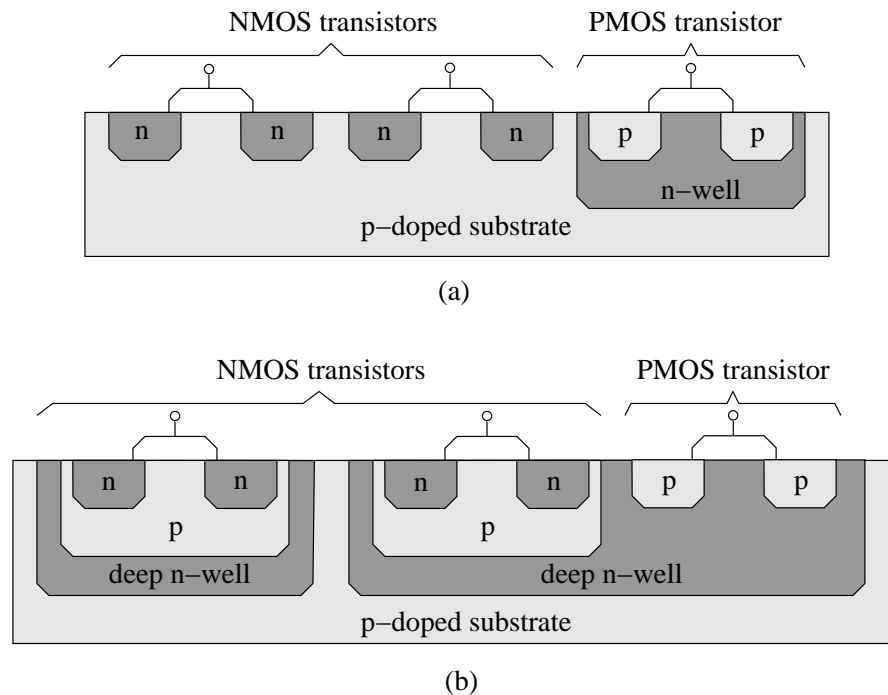 NMOS transistors PMOS transistor
n n n n p p
n−well
p−doped substrate
(a)
NMOS transistors PMOS transistor
n n n n p p
p p
deep n−well deep n−well
p−doped substrate
(b)